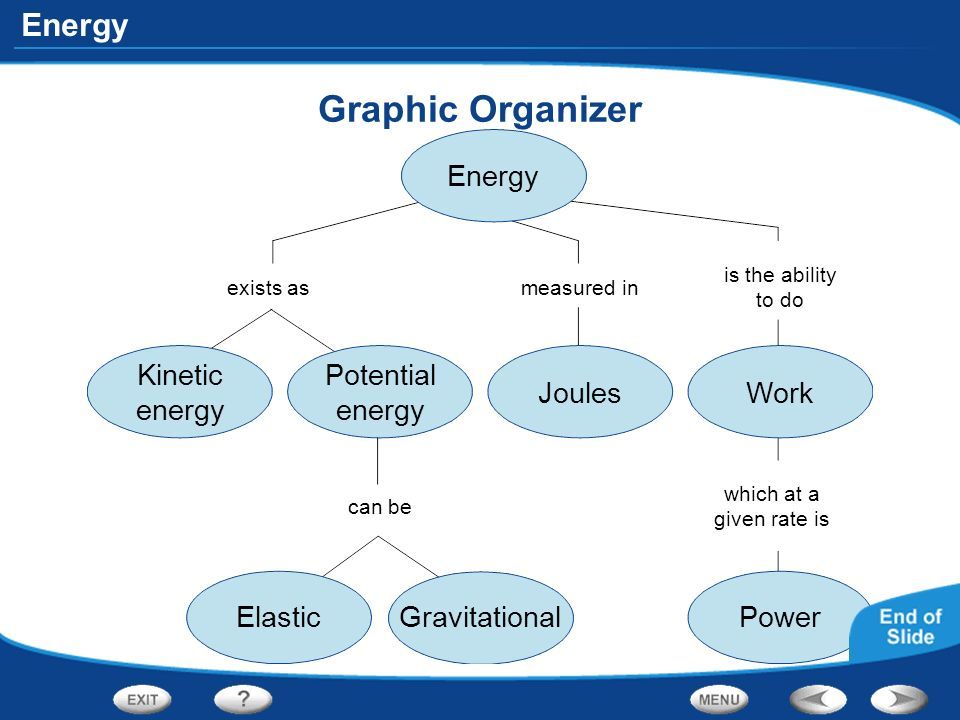 Energy
Graphic Organizer
Energy
exists as
measured in
is the ability
to do
Kinetic
energy
Potential
energy
Joules
Work
can be
which at a
given rate is
Elastic
Gravitational
Power
End of
Slide
EXIT
?
MENU